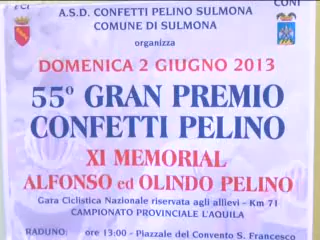 FCI
CONI
A.S.D. CONFETTI PELINO SULMONA
COMUNE DI SULMONA
organizza
DOMENICA 2 GIUGNO 2013
55º GRAN PREMIO
CONFETTI PELINO
XI MEMORIAL
ALFONSO ed OLINDO PELINO
Gara Ciclistica Nazionale riservata agli allievi - Km 71
CAMPIONATO PROVINCIALE L'AQUILA
RADUNO: ore 13:00 - Piazzale del Convento S. Francesco